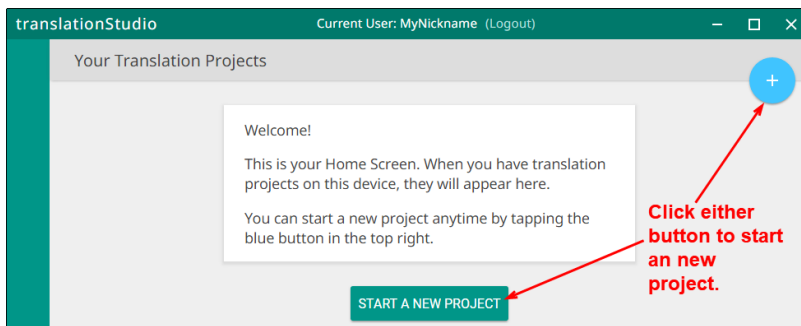 translationStudio
Current User: MyNickname (Logout)
Your Translation Projects
+
Welcome!
This is your Home Screen. When you have translation
projects on this device, they will appear here.
You can start a new project anytime by tapping the
blue button in the top right.
Click either
button to start
an new
project.
START A NEW PROJECT